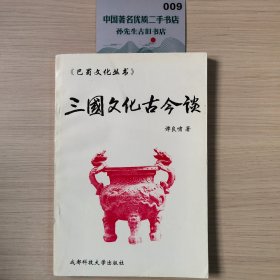 009
中国著名优质二手书店
孙先生古旧书店
《巴蜀文化丛书》
三國文化古今谈
谭良啸 著
成都科技大学出版社